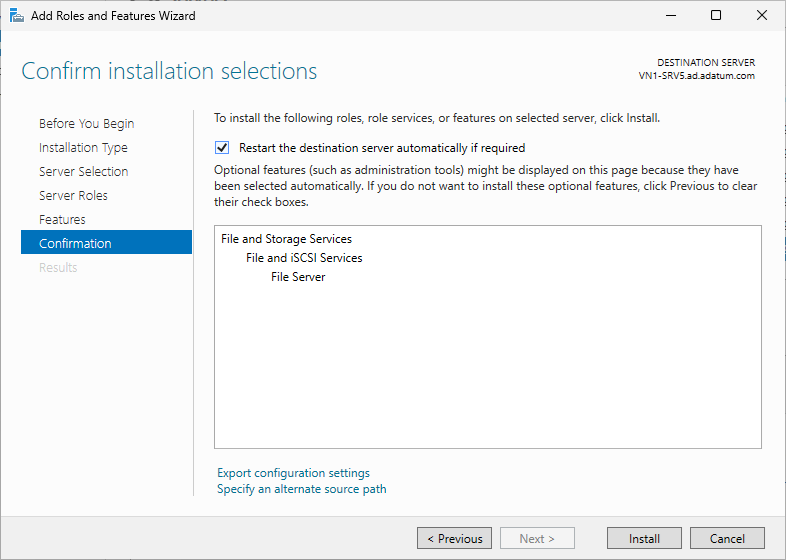 Add Roles and Features Wizard
Confirm installation selections
DESTINATION SERVER
VN1-SRV5.ad.adatum.com
Before You Begin
Installation Type
Server Selection
Server Roles
Features
Confirmation
Results
To install the following roles, role services, or features on selected server, click Install.
Restart the destination server automatically if required
Optional features (such as administration tools) might be displayed on this page because they have
been selected automatically. If you do not want to install these optional features, click Previous to clear
their check boxes.
File and Storage Services
File and iSCSI Services
File Server
Export configuration settings
Specify an alternate source path
< Previous
Next >
Install
Cancel